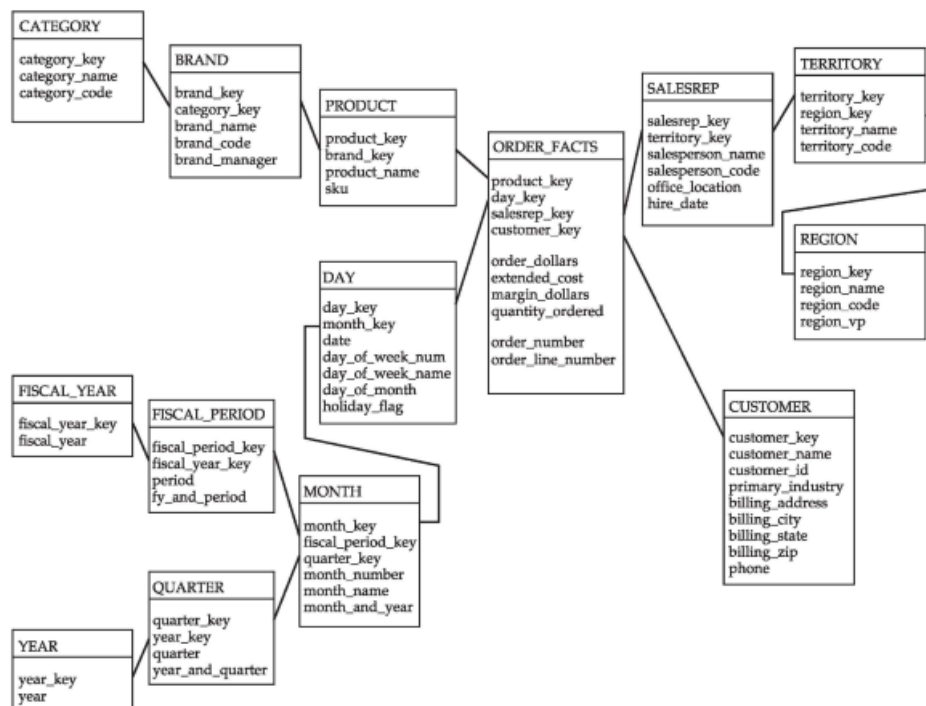 CATEGORY
category_key
category_name
category_code
BRAND
brand_key
category_key
brand_name
brand_code
brand_manager
PRODUCT
product_key
brand_key
product_name
sku
ORDER_FACTS
product_key
day_key
salesrep_key
customer_key
order_dollars
extended_cost
margin_dollars
quantity_ordered
order_number
order_line_number
SALESREP
salesrep_key
territory_key
salesperson_name
salesperson_code
office_location
hire_date
TERRITORY
territory_key
region_key
territory_name
territory_code
REGION
region_key
region_name
region_code
region_vp
DAY
day_key
month_key
date
day_of_week_num
day_of_week_name
day_of_month
holiday_flag
FISCAL_YEAR
fiscal_year_key
fiscal_year
FISCAL_PERIOD
fiscal_period_key
fiscal_year_key
period
fy_and_period
MONTH
month_key
fiscal_period_key
quarter_key
month_number
month_name
month_and_year
CUSTOMER
customer_key
customer_name
customer_id
primary_industry
billing_address
billing_city
billing_state
billing_zip
phone
QUARTER
quarter_key
year_key
quarter
year_and_quarter
YEAR
year_key
year